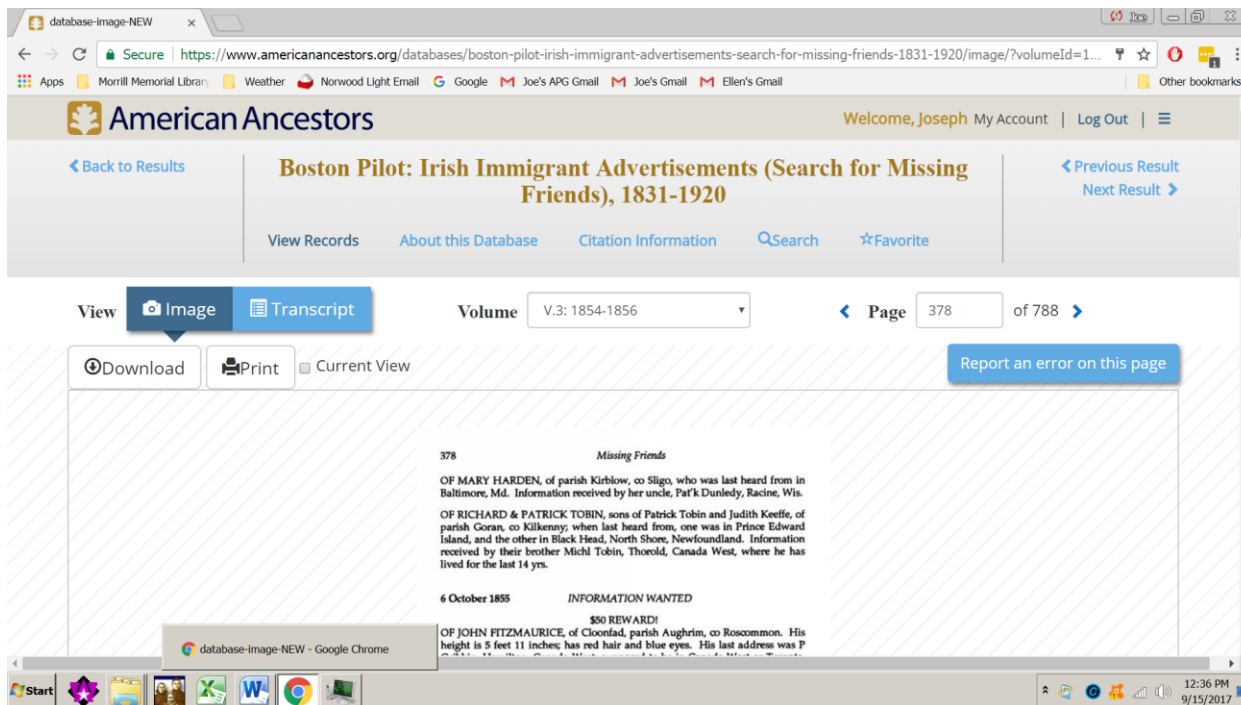 database-image-NEW
Joe
Secure | https://www.americanancestors.org/databases/boston-pilot-irish-immigrant-advertisements-search-for-missing-friends-1831-1920/image/?volumeId=1...
Apps Morrill Memorial Library Weather Norwood Light Email Google Joe's APG Gmail Joe's Gmail Ellen's Gmail Other bookmarks
American Ancestors Welcome, Joseph My Account | Log Out |
Back to Results Boston Pilot: Irish Immigrant Advertisements (Search for Missing Previous Result
Friends), 1831-1920 Next Result
View Records About this Database Citation Information Search Favorite
View Image Transcript Volume V.3: 1854-1856 Page 378 of 788
Download Print Current View Report an error on this page
378 Missing Friends
OF MARY HARDEN, of parish Kirblow, co Sligo, who was last heard from in
Baltimore, Md. Information received by her uncle, Pat'k Dunledy, Racine, Wis.
OF RICHARD & PATRICK TOBIN, sons of Patrick Tobin and Judith Keeffe, of
parish Goran, co Kilkenny; when last heard from, one was in Prince Edward
Island, and the other in Black Head, North Shore, Newfoundland. Information
received by their brother Michl Tobin, Thorold, Canada West, where he has
lived for the last 14 yrs.
6 October 1855 INFORMATION WANTED
$50 REWARD!
OF JOHN FITZMAURICE, of Cloonfad, parish Aughrim, co Roscommon. His
height is 5 feet 11 inches; has red hair and blue eyes. His last address was P
database-image-NEW - Google Chrome
Start 12:36 PM
9/15/2017